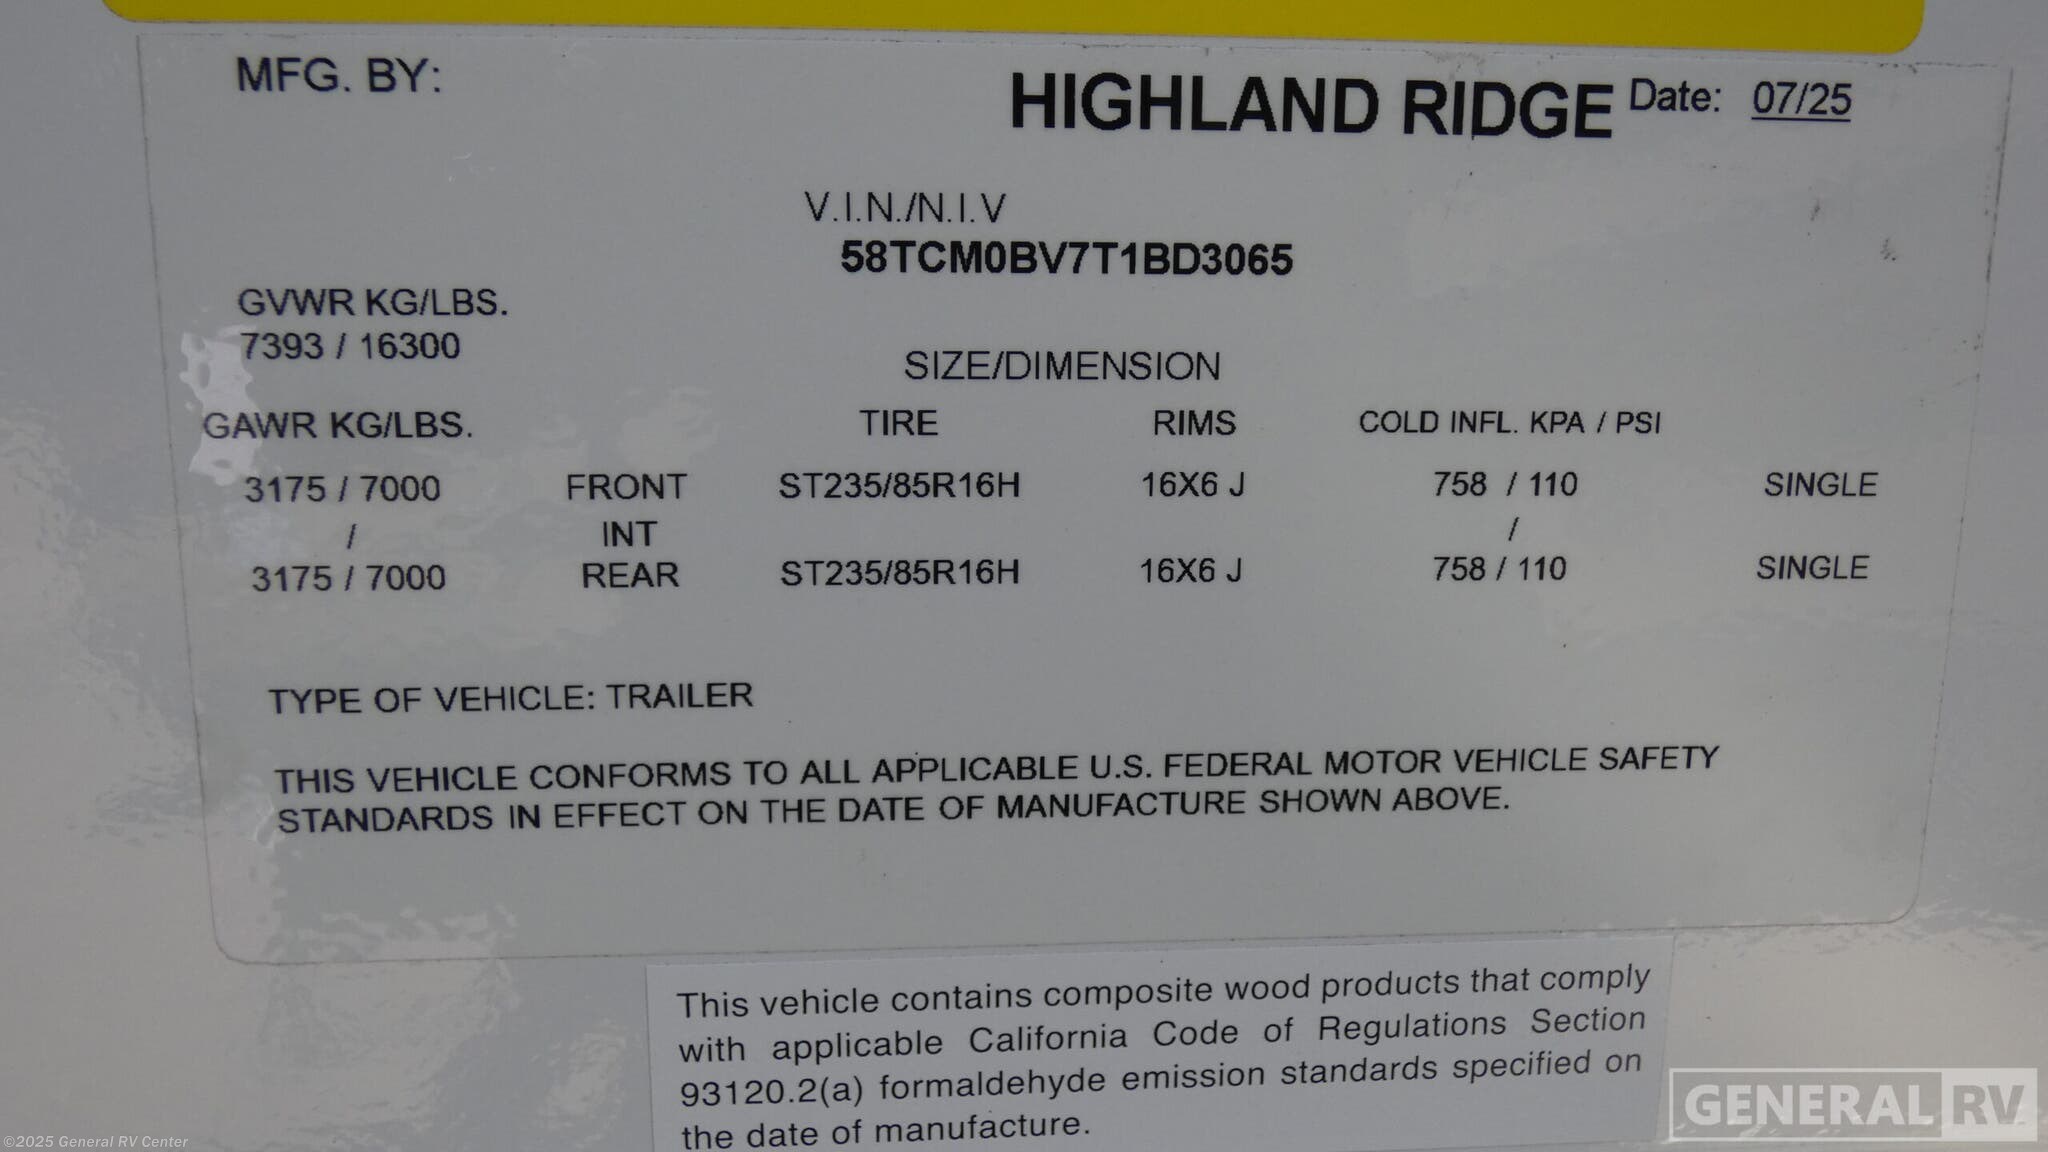 MFG. BY: HIGHLAND RIDGE Date: 07/25
V.I.N./N.I.V
58TCM0BV7T1BD3065
GVWR KG/LBS.
7393 / 16300
SIZE/DIMENSION
GAWR KG/LBS. TIRE RIMS COLD INFL. KPA / PSI
3175 / 7000 FRONT ST235/85R16H 16X6 J 758 / 110 SINGLE
/ INT /
3175 / 7000 REAR ST235/85R16H 16X6 J 758 / 110 SINGLE
TYPE OF VEHICLE: TRAILER
THIS VEHICLE CONFORMS TO ALL APPLICABLE U.S. FEDERAL MOTOR VEHICLE SAFETY
STANDARDS IN EFFECT ON THE DATE OF MANUFACTURE SHOWN ABOVE.
This vehicle contains composite wood products that comply
with applicable California Code of Regulations Section
93120.2(a) formaldehyde emission standards specified on
the date of manufacture.
GENERAL RV
©2025 General RV Center